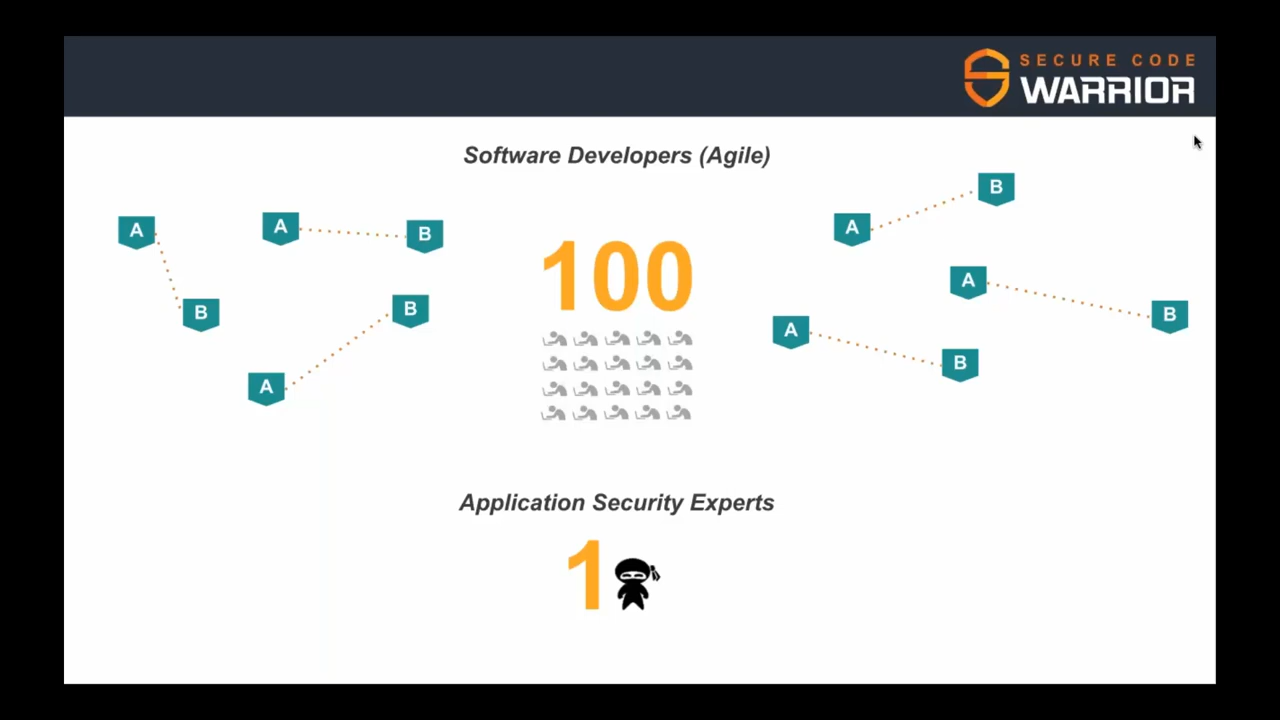 SECURE CODE
WARRIOR
Software Developers (Agile)
A
A
B
B
B
A
100
A
B
A
B
A
B
Application Security Experts
1